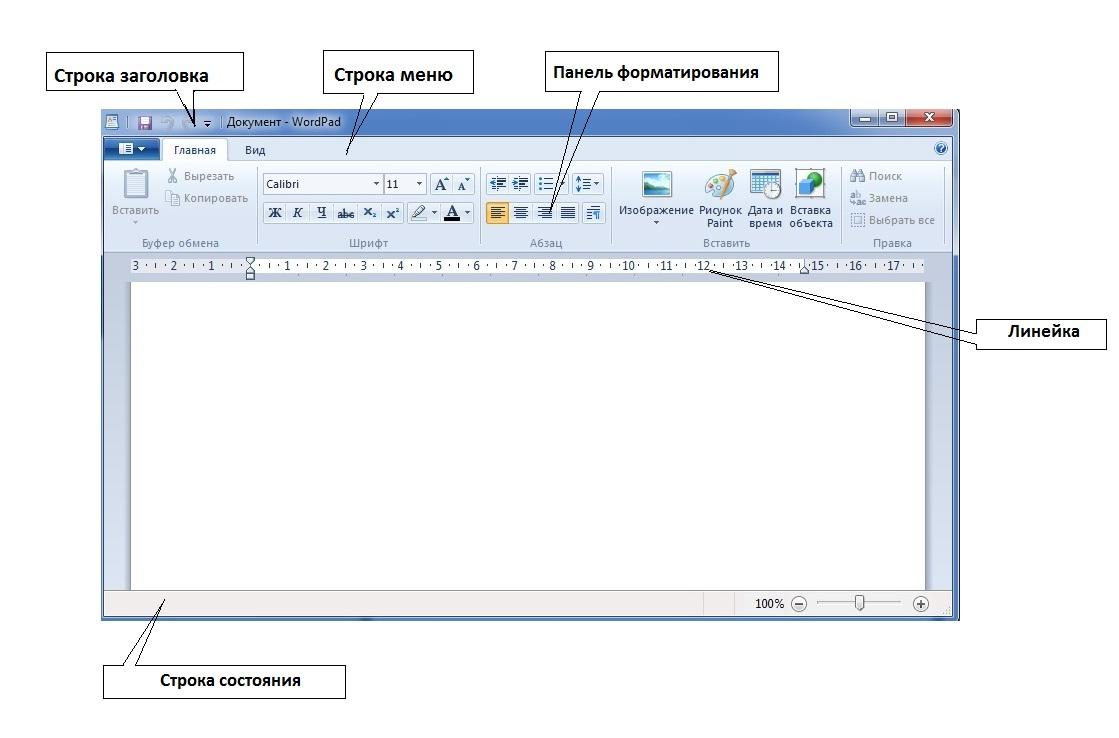 Строка заголовка
Строка меню
Панель форматирования
Документ - WordPad
Главная
Вид
Вставить
Вырезать
Копировать
Буфер обмена
Calibri
11
Ж К Ч abc X₂ X² A
Шрифт
Абзац
Изображение
Рисунок
Paint
Дата и
время
Вставка
объекта
Вставить
Поиск
Замена
Выбрать все
Правка
3 2 1 1 2 3 4 5 6 7 8 9 10 11 12 13 14 15 16 17
Линейка
100%
Строка состояния